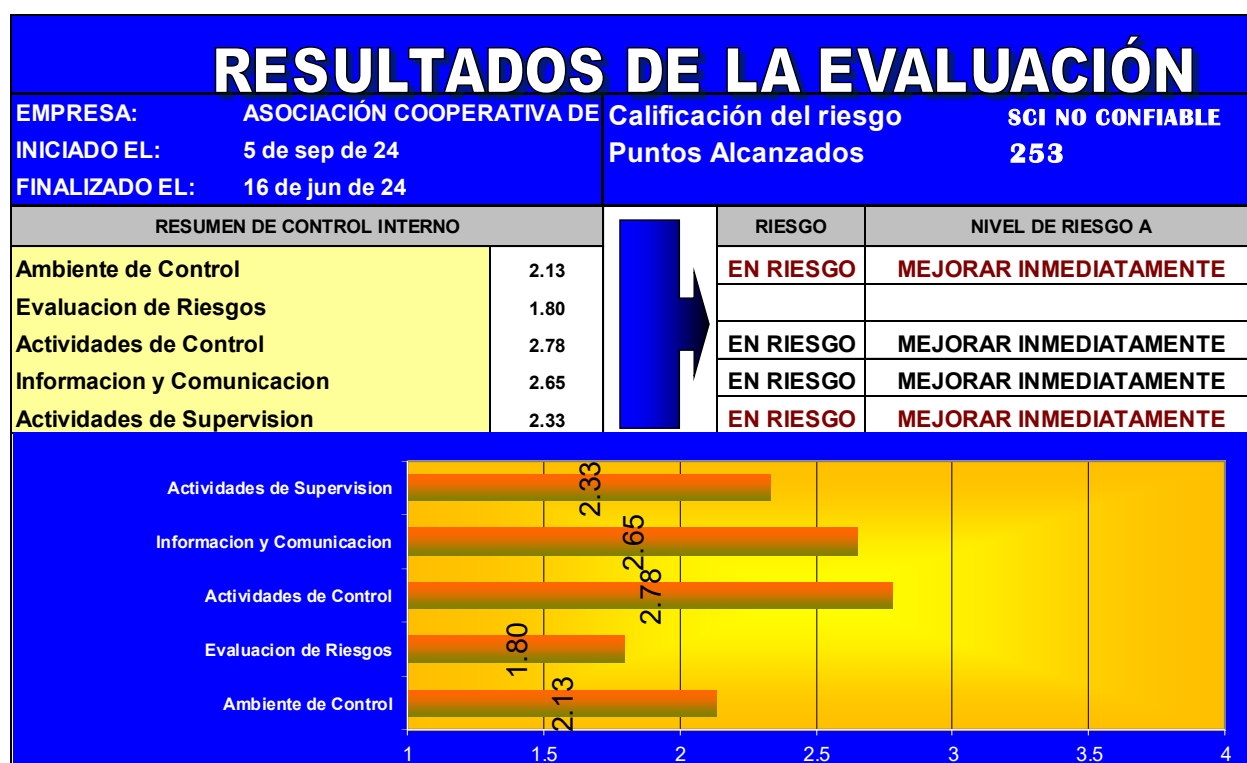 RESULTADOS DE LA EVALUACIÓN
EMPRESA: ASOCIACIÓN COOPERATIVA DE
Calificación del riesgo SCI NO CONFIABLE
INICIADO EL: 5 de sep de 24
Puntos Alcanzados 253
FINALIZADO EL: 16 de jun de 24
RESUMEN DE CONTROL INTERNO RIESGO NIVEL DE RIESGO A
Ambiente de Control 2.13 EN RIESGO MEJORAR INMEDIATAMENTE
Evaluacion de Riesgos 1.80
Actividades de Control 2.78 EN RIESGO MEJORAR INMEDIATAMENTE
Informacion y Comunicacion 2.65 EN RIESGO MEJORAR INMEDIATAMENTE
Actividades de Supervision 2.33 EN RIESGO MEJORAR INMEDIATAMENTE
Actividades de Supervision 2.33
Informacion y Comunicacion 2.65
Actividades de Control 2.78
Evaluacion de Riesgos 1.80
Ambiente de Control 2.13
1 1.5 2 2.5 3 3.5 4